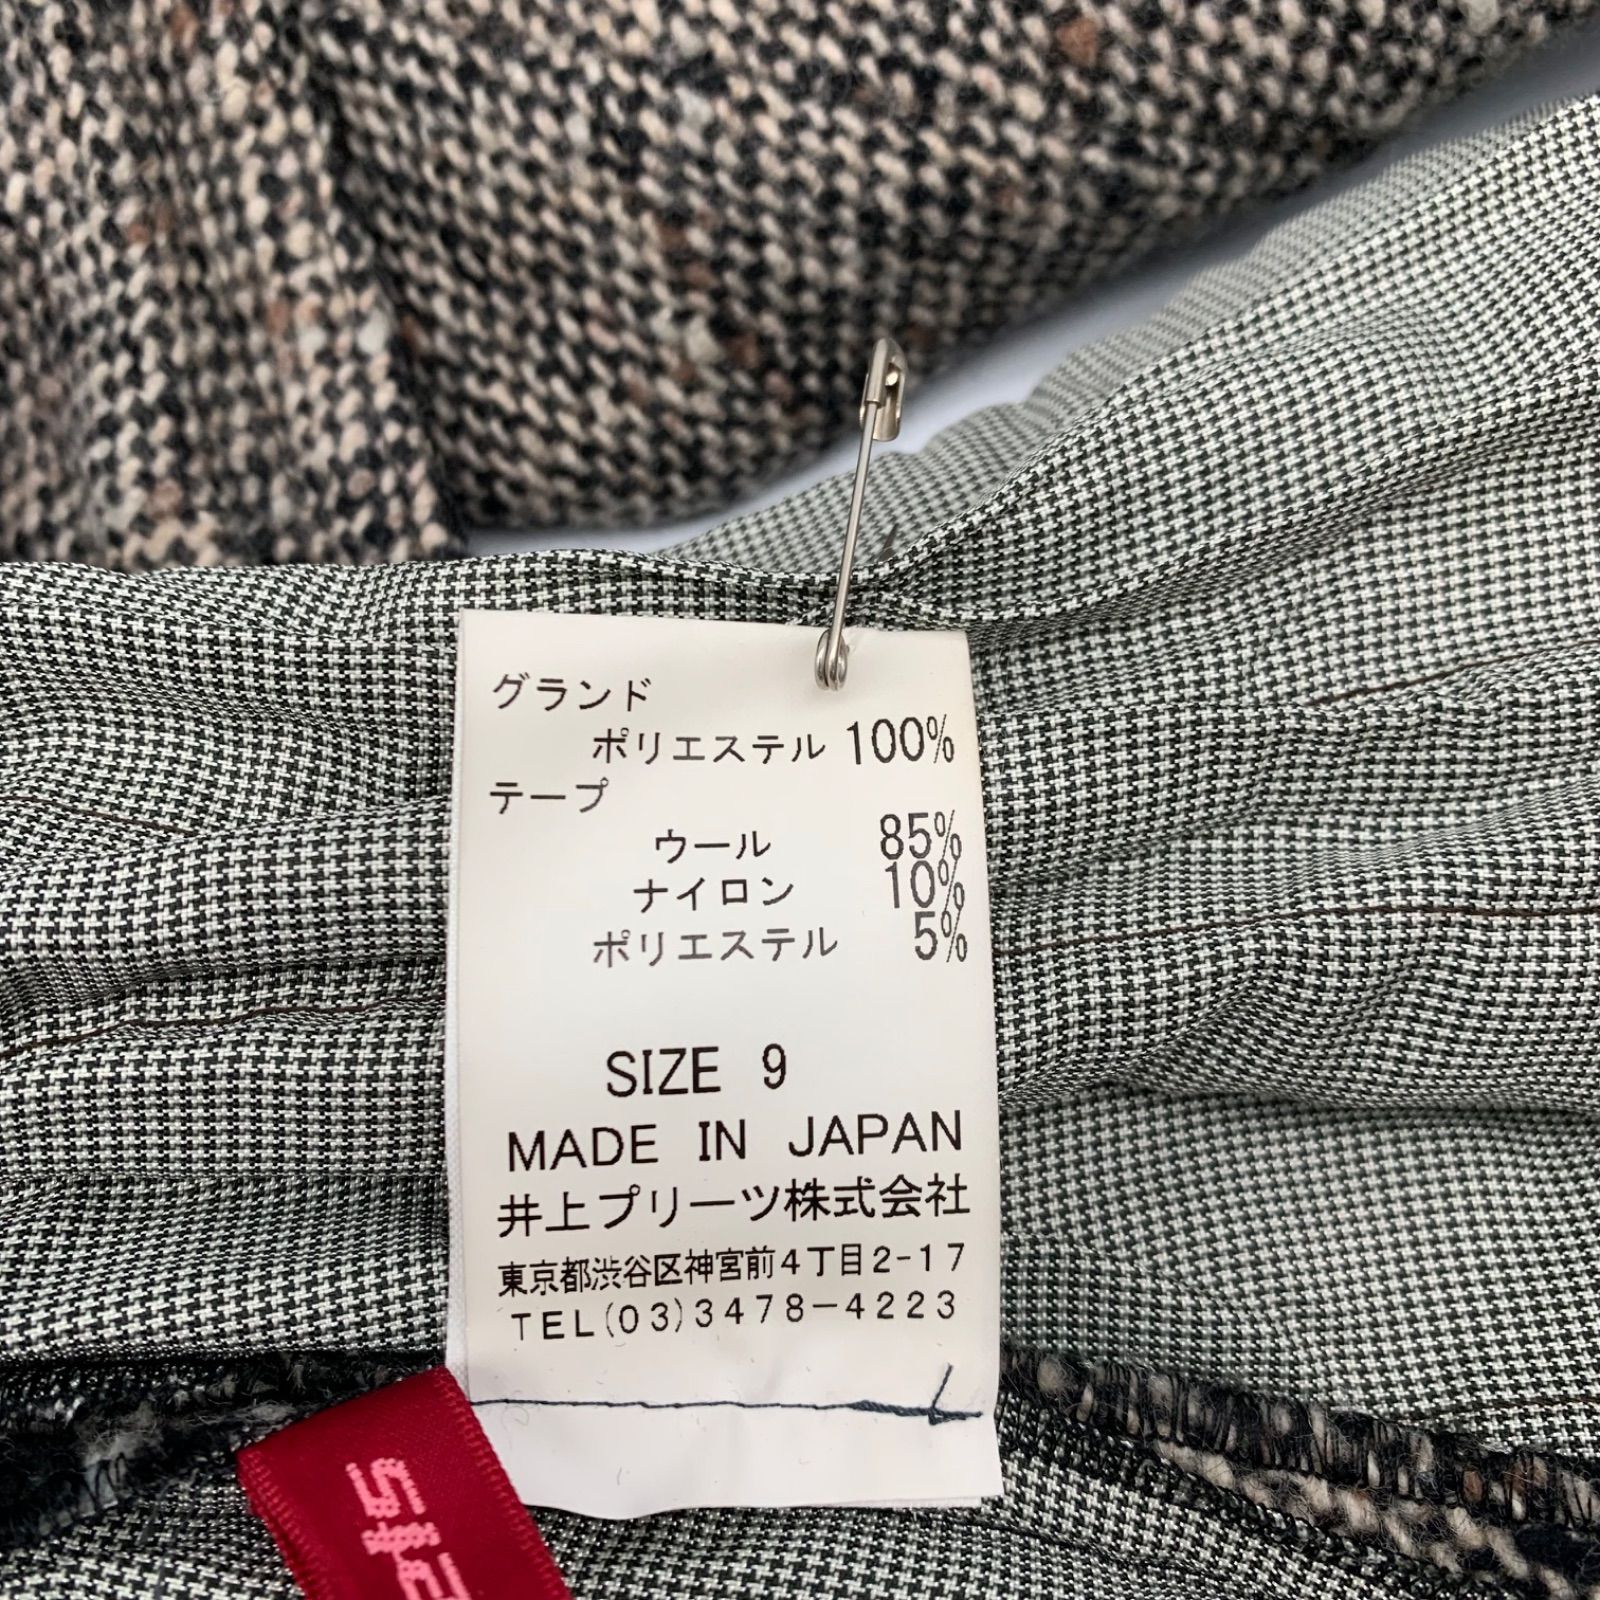 グランド
ポリエステル 100%
テープ
ウール 85%
ナイロン 10%
ポリエステル 5%
SIZE 9
MADE IN JAPAN
井上プリーツ株式会社
東京都渋谷区神宮前4丁目2-17
TEL(03)3478-4223